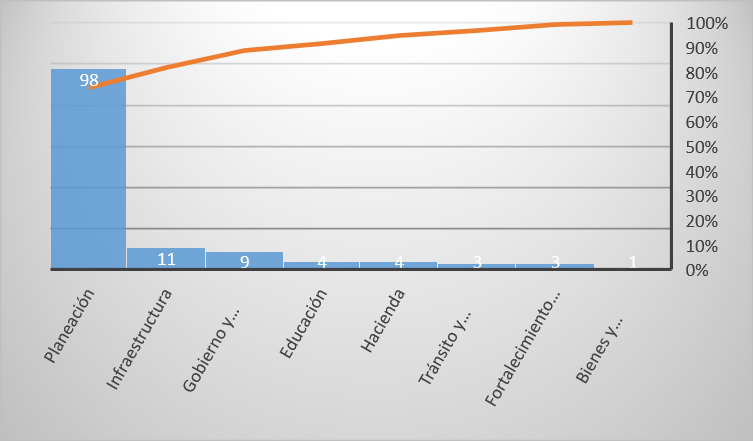 100%
90%
80%
70%
60%
50%
40%
30%
20%
10%
0%
98
11
9
4
4
3
3
1
Planeación
Infraestructura
Gobierno y...
Educación
Hacienda
Tránsito y...
Fortalecimiento...
Bienes y...